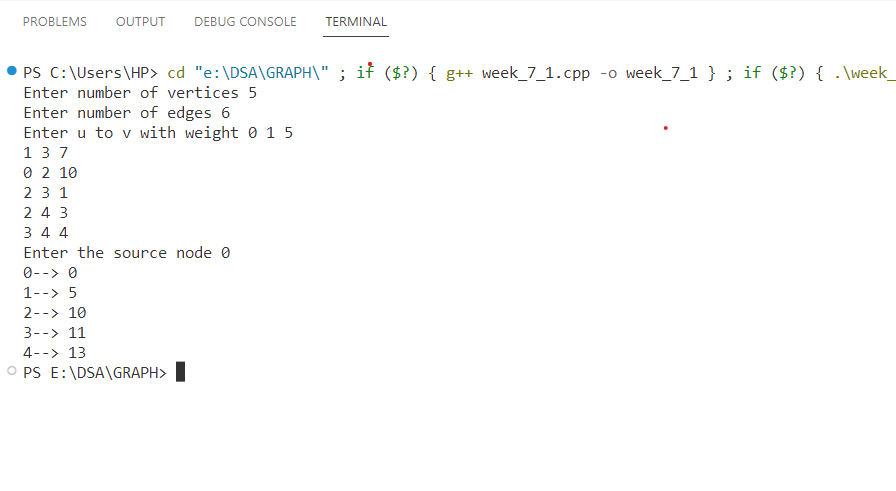 PROBLEMS OUTPUT DEBUG CONSOLE TERMINAL
PS C:\Users\HP> cd "e:\DSA\GRAPH\" ; if ($?) { g++ week_7_1.cpp -o week_7_1 } ; if ($?) { .\week_
Enter number of vertices 5
Enter number of edges 6
Enter u to v with weight 0 1 5
1 3 7
0 2 10
2 3 1
2 4 3
3 4 4
Enter the source node 0
0--> 0
1--> 5
2--> 10
3--> 11
4--> 13
PS E:\DSA\GRAPH>